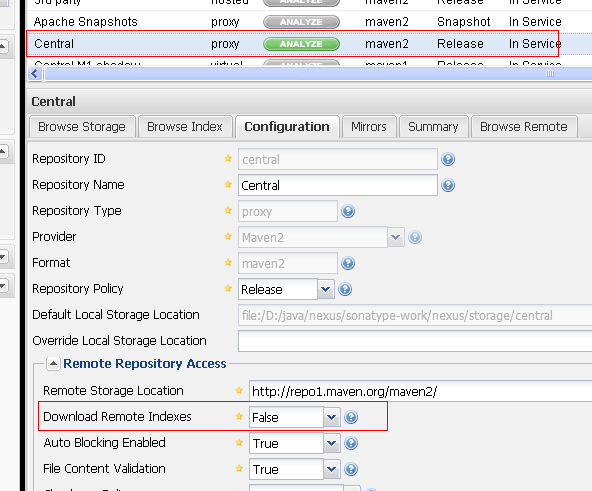 3rd party hosted ANALYZE maven2 Release In Service
Apache Snapshots proxy ANALYZE maven2 Snapshot In Service
Central proxy ANALYZE maven2 Release In Service
Central M1 shadow virtual ANALYZE maven1 Release In Service
Central
Browse Storage Browse Index Configuration Mirrors Summary Browse Remote
Repository ID central
Repository Name Central
Repository Type proxy
Provider Maven2
Format maven2
Repository Policy Release
Default Local Storage Location file:/D:/java/nexus/sonatype-work/nexus/storage/central
Override Local Storage Location
Remote Repository Access
Remote Storage Location http://repo1.maven.org/maven2/
Download Remote Indexes False
Auto Blocking Enabled True
File Content Validation True